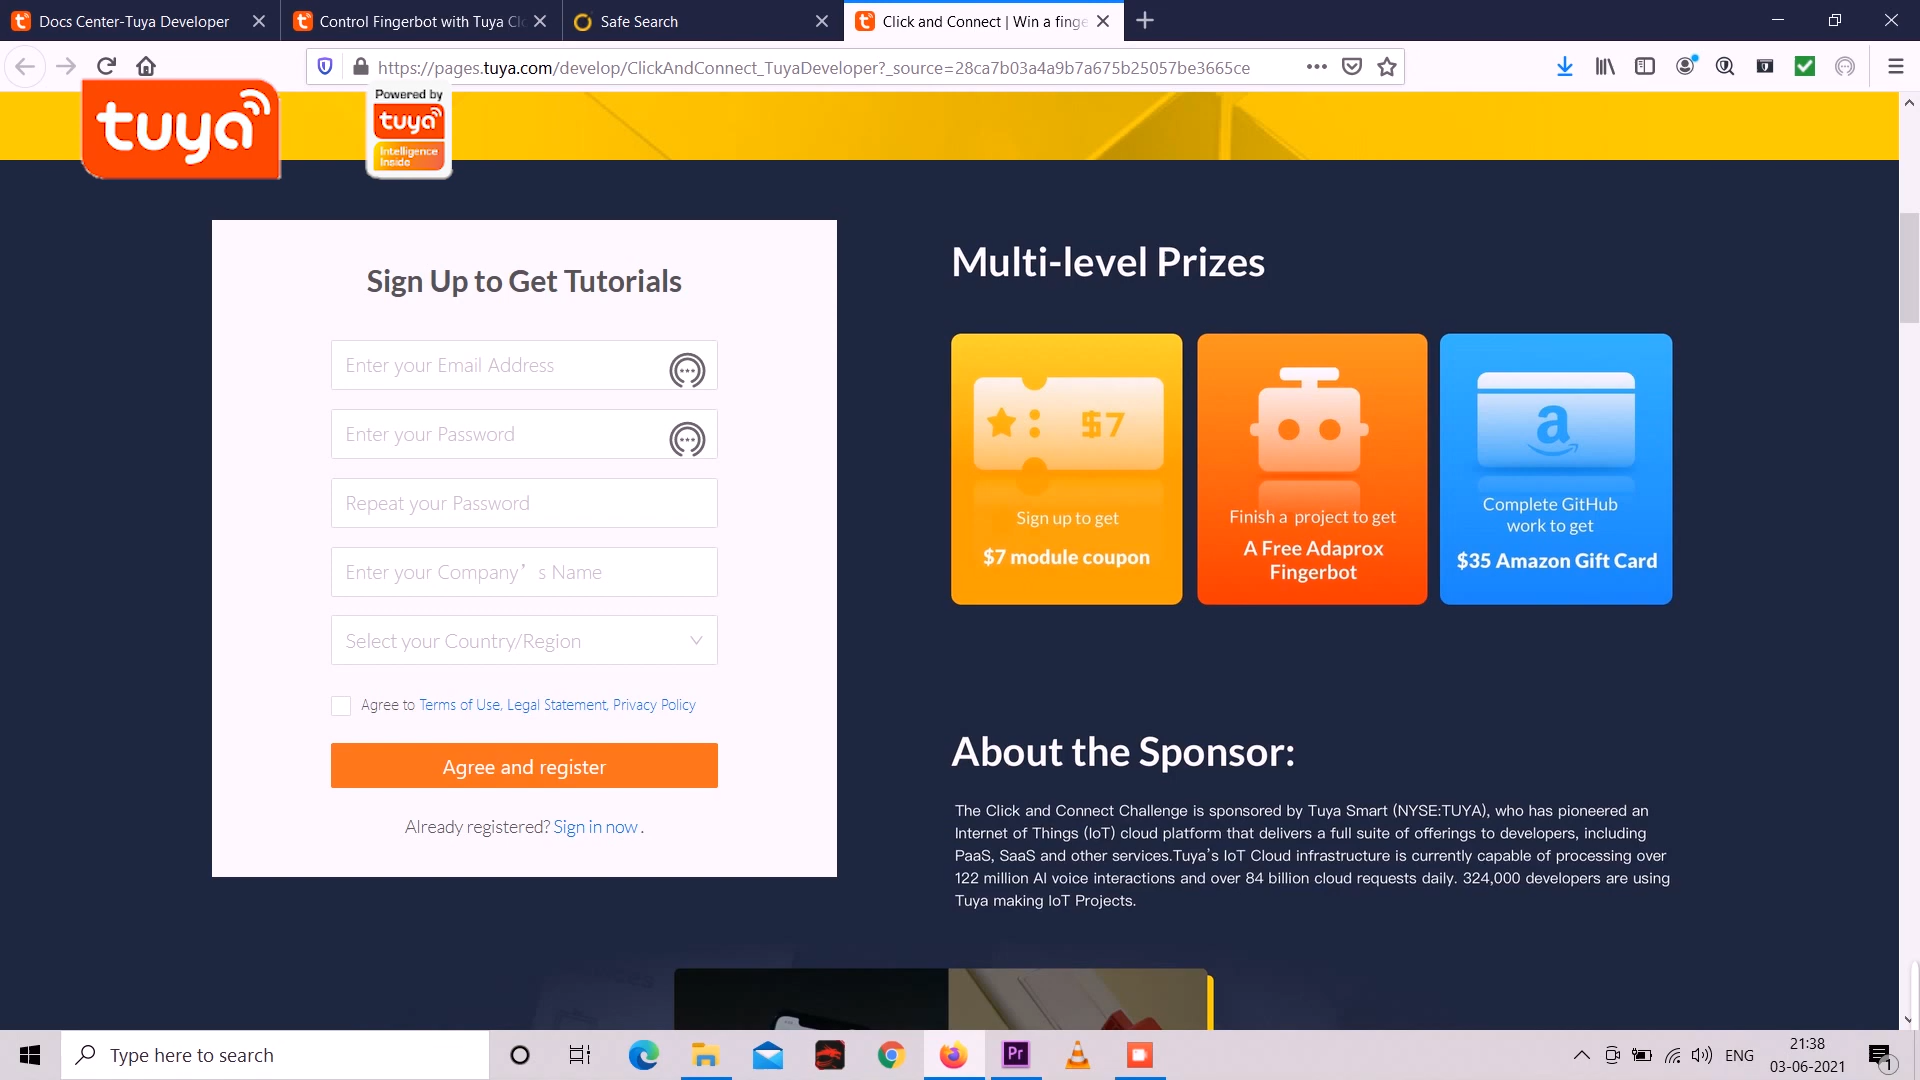 Docs Center-Tuya Developer
Control Fingerbot with Tuya Clo
Safe Search
Click and Connect | Win a finge
https://pages.tuya.com/develop/ClickAndConnect_TuyaDeveloper?_source=28ca7b03a4a9b7a675b25057be3665ce
tuya
Powered by
tuya
Intelligence
Inside
Sign Up to Get Tutorials
Enter your Email Address
Enter your Password
Repeat your Password
Enter your Company’s Name
Select your Country/Region
Agree to Terms of Use, Legal Statement, Privacy Policy
Agree and register
Already registered? Sign in now .
Multi-level Prizes
$7
Sign up to get
$7 module coupon
Finish a project to get
A Free Adaprox
Fingerbot
a
Complete GitHub
work to get
$35 Amazon Gift Card
About the Sponsor:
The Click and Connect Challenge is sponsored by Tuya Smart (NYSE:TUYA), who has pioneered an
Internet of Things (IoT) cloud platform that delivers a full suite of offerings to developers, including
PaaS, SaaS and other services.Tuya's IoT Cloud infrastructure is currently capable of processing over
122 million AI voice interactions and over 84 billion cloud requests daily. 324,000 developers are using
Tuya making IoT Projects.
Type here to search
Pr
ENG
21:38
03-06-2021
1